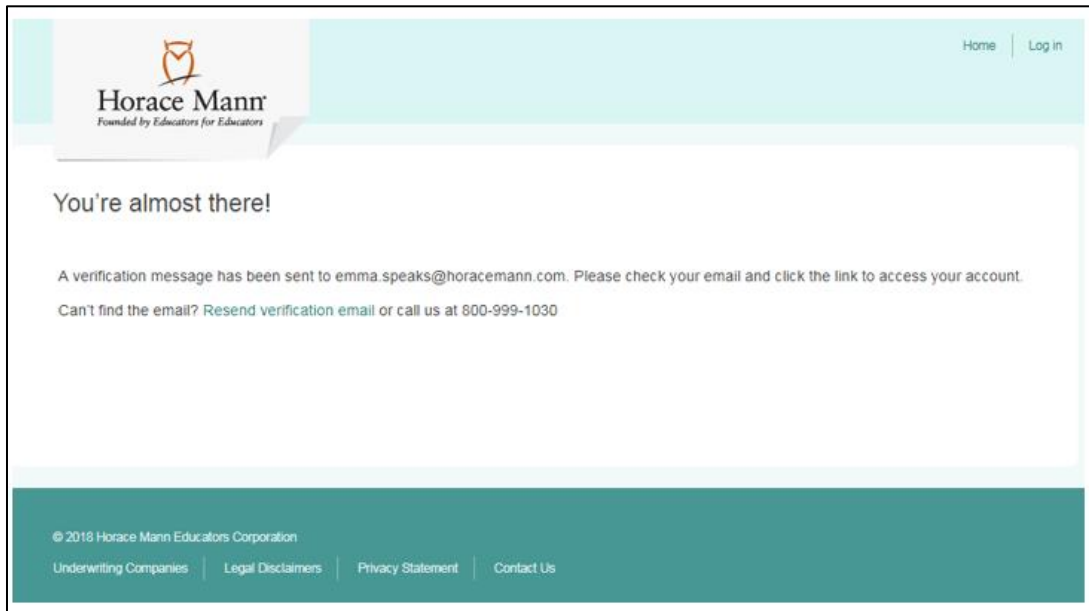 Home
Log in
Horace Mann
Founded by Educators for Educators
You're almost there!
A verification message has been sent to emma.speaks@horacemann.com. Please check your email and click the link to access your account.
Can't find the email? Resend verification email or call us at 800-999-1030
© 2018 Horace Mann Educators Corporation
Underwriting Companies
Legal Disclaimers
Privacy Statement
Contact Us